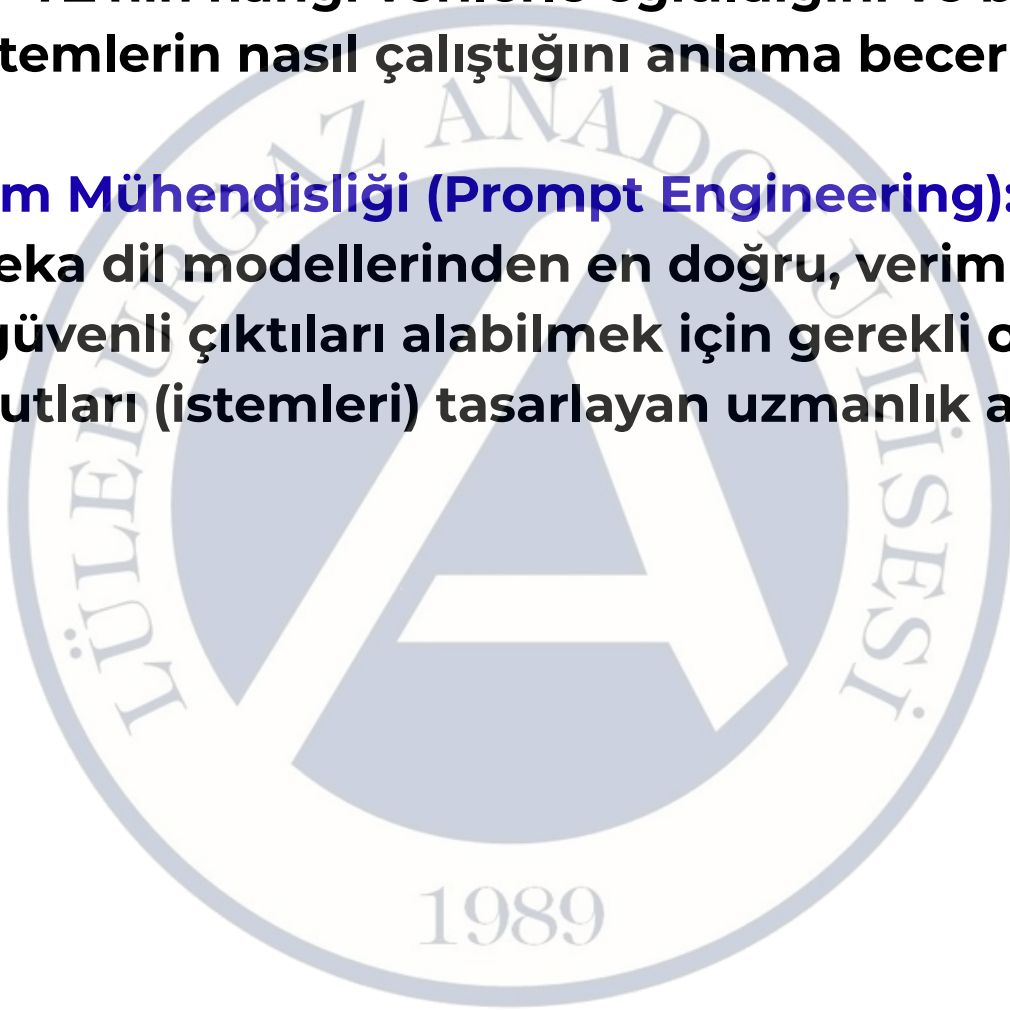 temlerin nasıl çalıştığını anlama becer
m Mühendisliği (Prompt Engineering):
eka dil modellerinden en doğru, verim
güvenli çıktıları alabilmek için gerekli o
utları (istemleri) tasarlayan uzmanlık a
LÜLEBURGAZ ANADOLU LİSESİ
1989